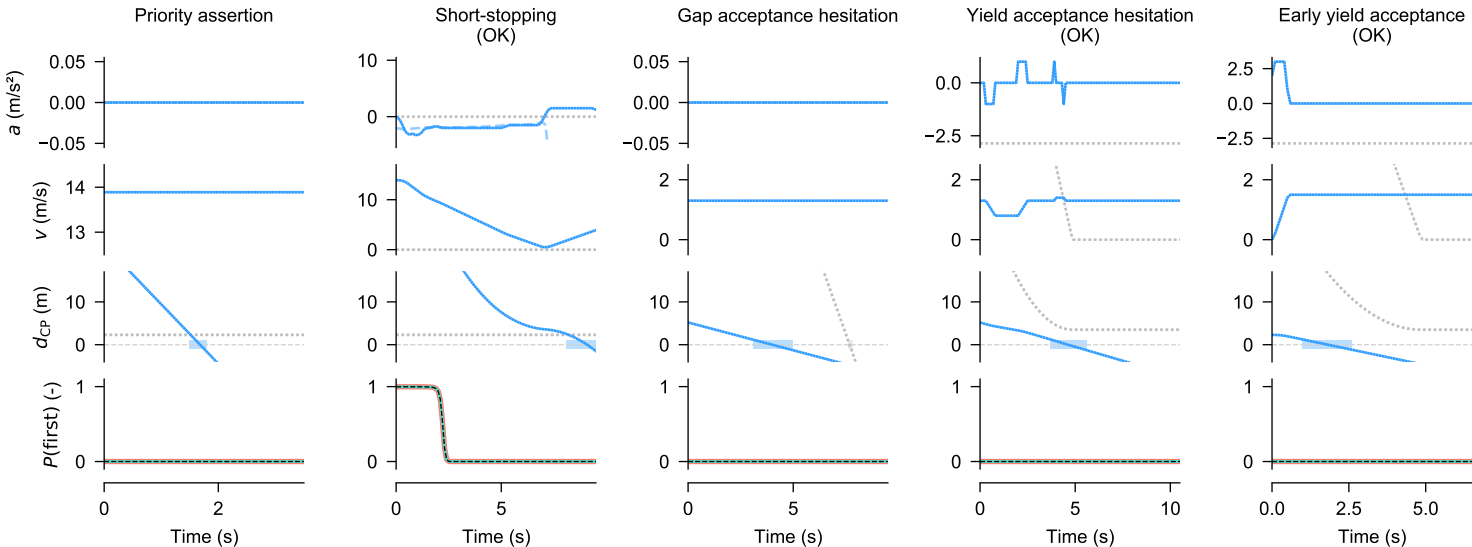 Priority assertion
Short-stopping
(OK)
Gap acceptance hesitation
Yield acceptance hesitation
(OK)
Early yield acceptance
(OK)
a (m/s²)
0.05
0.00
−0.05
10
0
0.05
0.00
−0.05
0.0
−2.5
2.5
0.0
−2.5
v (m/s)
14
13
10
0
2
0
2
0
2
0
dCP (m)
10
0
10
0
10
0
10
0
10
0
P(first) (-)
1
0
1
0
1
0
1
0
1
0
0 2
0 5
0 5
0 5 10
0.0 2.5 5.0
Time (s)
Time (s)
Time (s)
Time (s)
Time (s)